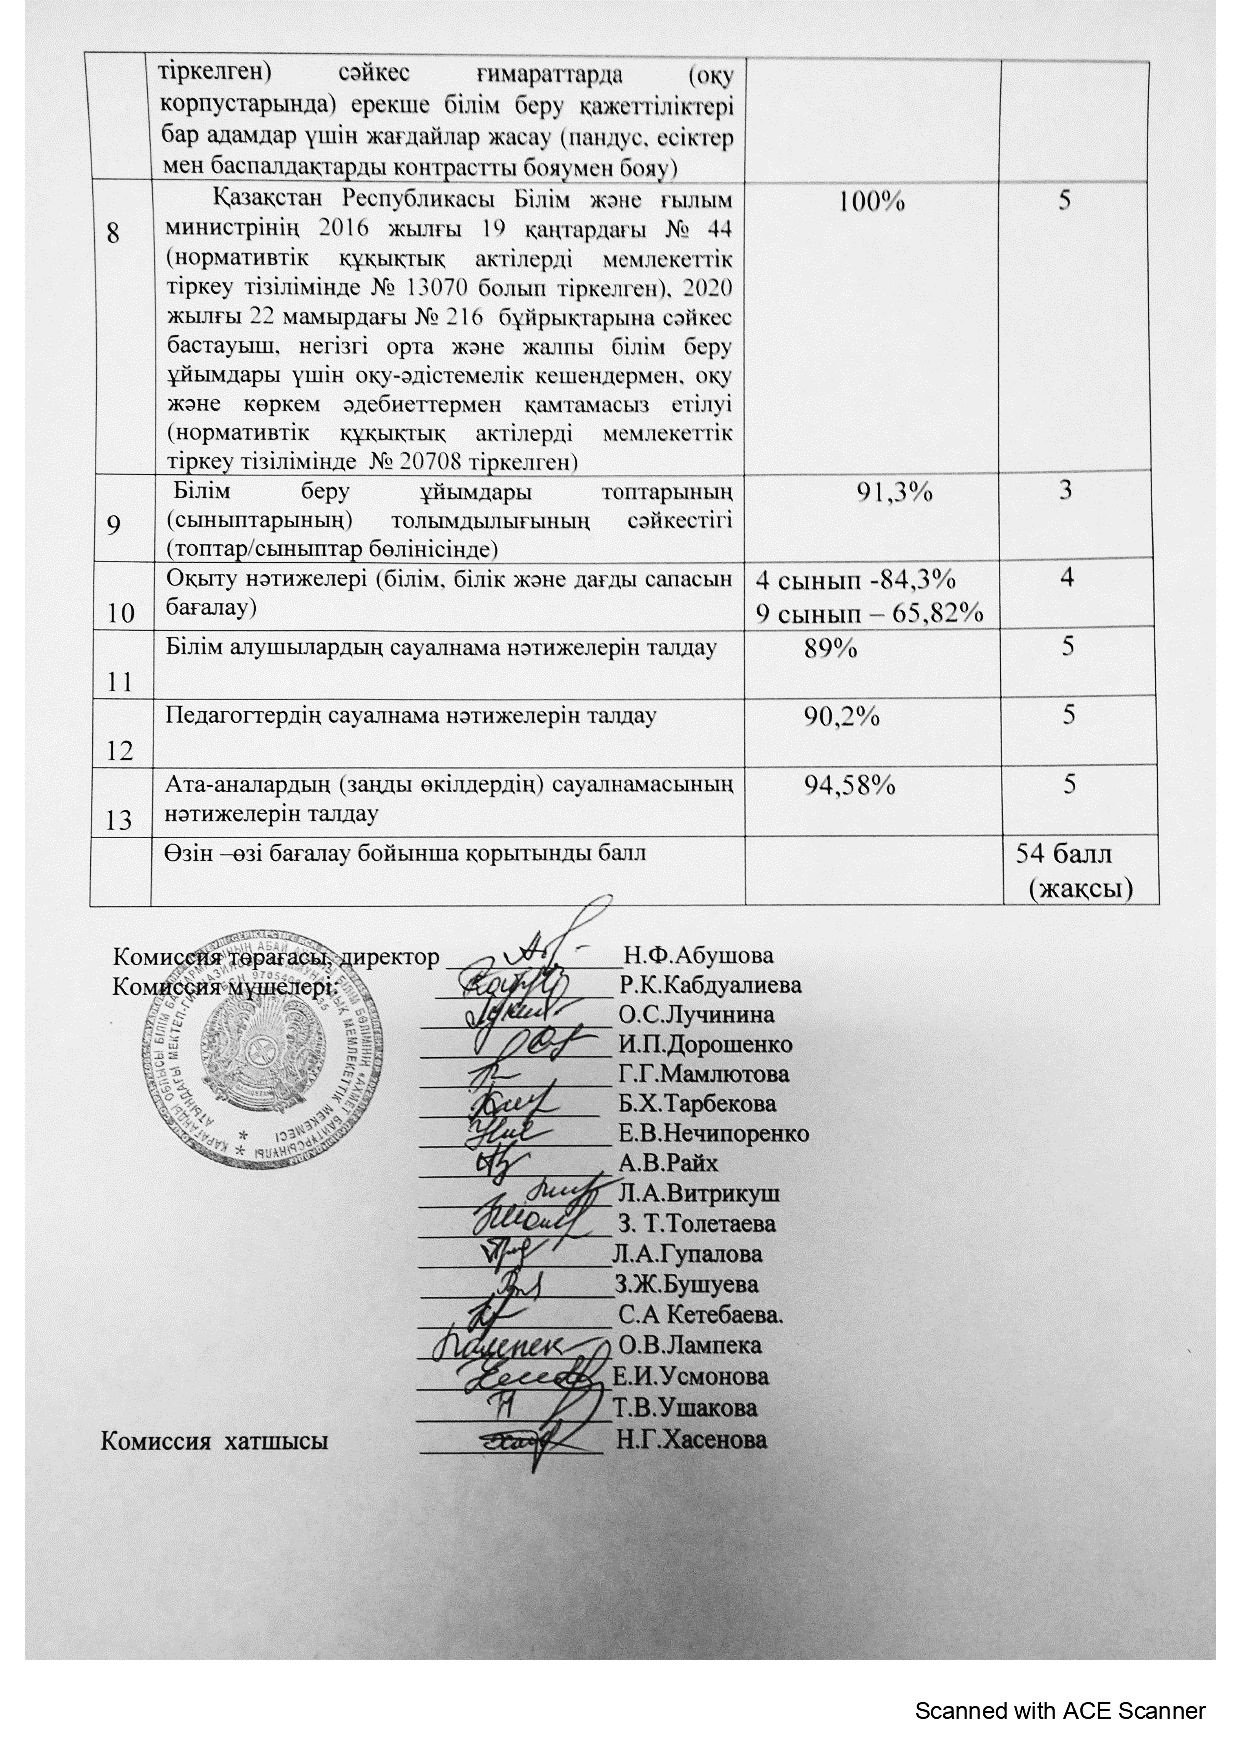 тіркелген) сәйкес ғимараттарда (оқу
корпустарында) ерекше білім беру қажеттіліктері
бар адамдар үшін жағдайлар жасау (пандус, есіктер
мен баспалдақтарды контрастты бояумен бояу)
8 Қазақстан Республикасы Білім және ғылым 100% 5
министрінің 2016 жылғы 19 қаңтардағы № 44
(нормативтік құқықтық актілерді мемлекеттік
тіркеу тізілімінде № 13070 болып тіркелген), 2020
жылғы 22 мамырдағы № 216 бұйрықтарына сәйкес
бастауыш, негізгі орта және жалпы білім беру
ұйымдары үшін оқу-әдістемелік кешендермен, оқу
және көркем әдебиеттермен қамтамасыз етілуі
(нормативтік құқықтық актілерді мемлекеттік
тіркеу тізілімінде № 20708 тіркелген)
9 Білім беру ұйымдары топтарының 91,3% 3
(сыныптарының) толымдылығының сәйкестігі
(топтар/сыныптар бөлінісінде)
10 Оқыту нәтижелері (білім, білік және дағды сапасын 4 сынып -84,3% 4
бағалау) 9 сынып – 65,82%
11 Білім алушылардың сауалнама нәтижелерін талдау 89% 5
12 Педагогтердің сауалнама нәтижелерін талдау 90,2% 5
13 Ата-аналардың (заңды өкілдердің) сауалнамасының 94,58% 5
нәтижелерін талдау
Өзін –өзі бағалау бойынша қорытынды балл 54 балл
(жақсы)
Комиссия төрағасы, директор Н.Ф.Абушова
Комиссия мүшелері: Р.К.Кабдуалиева
О.С.Лучинина
И.П.Дорошенко
Г.Г.Мамлютова
Б.Х.Тарбекова
Е.В.Нечипоренко
А.В.Райх
Л.А.Витрикуш
З. Т.Толетаева
Л.А.Гупалова
З.Ж.Бушуева
С.А Кетебаева.
О.В.Лампека
Е.И.Усмонова
Т.В.Ушакова
Комиссия хатшысы Н.Г.Хасенова
Scanned with ACE Scanner